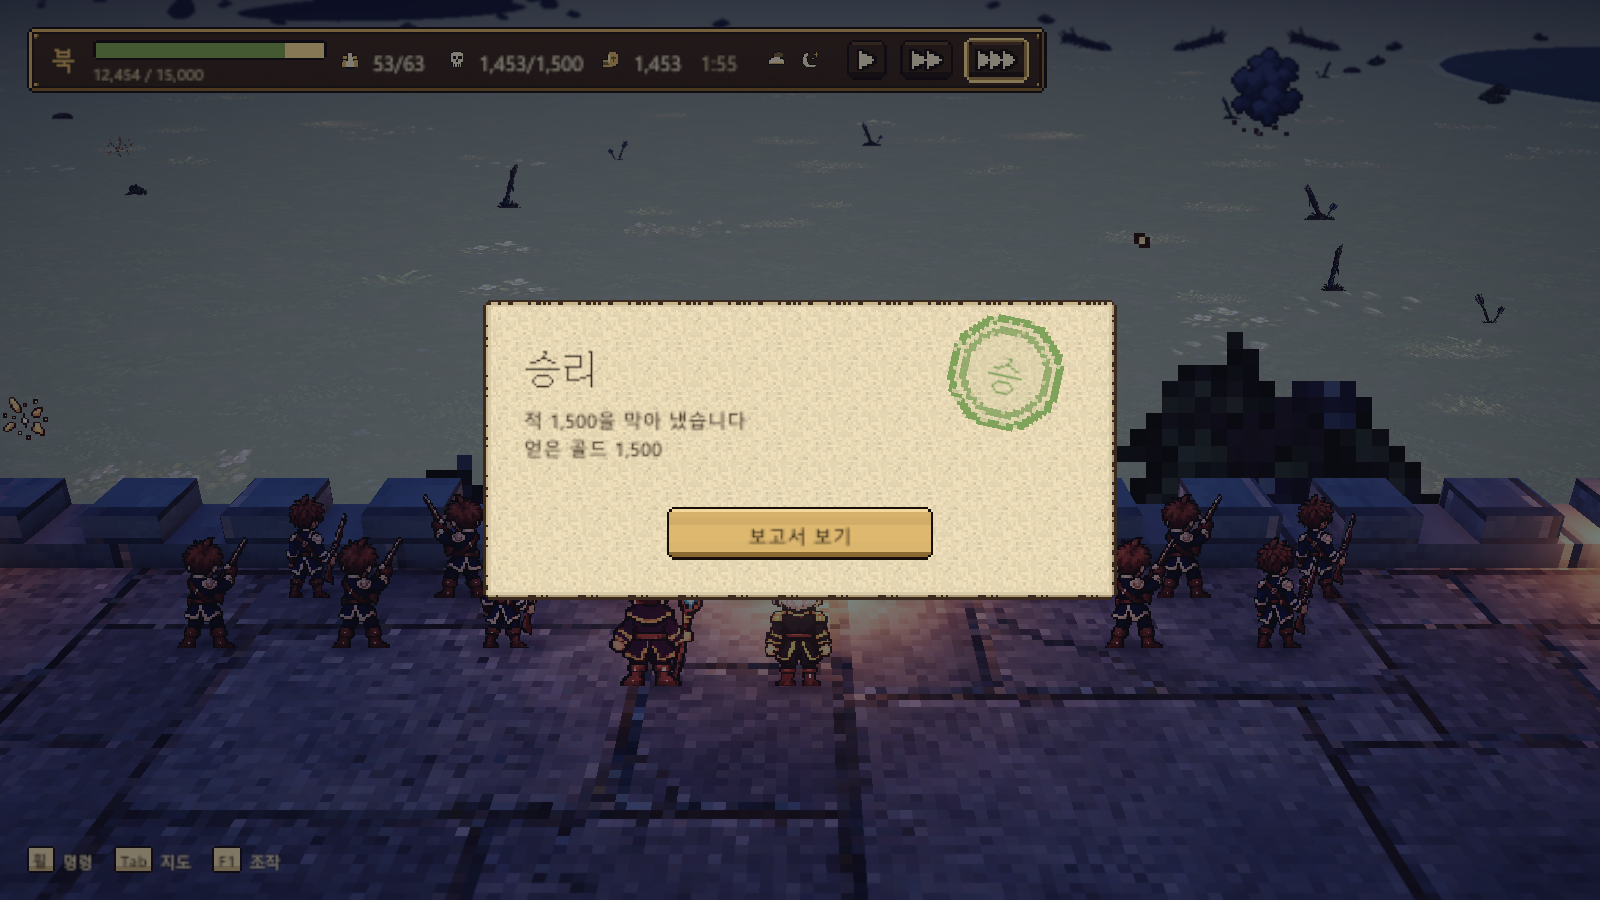 북
12,454 / 15,000
53/63
1,453/1,500
1,453
1:55
승리
승
적 1,500을 막아 냈습니다
얻은 골드 1,500
보고서 보기
휠 명령 Tab 지도 F1 조작